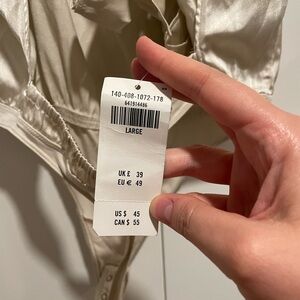 140-408-1072-178
641914486
LARGE
UK £ 39
EU € 49
US $ 45
CAN $ 55